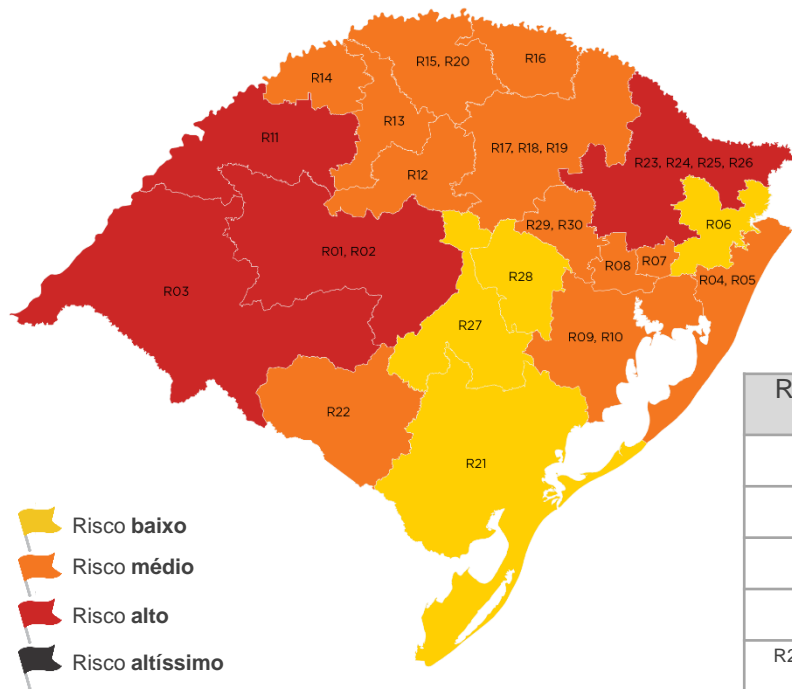 R15, R20
R16
R14
R13
R11
R17, R18, R19
R23, R24, R25, R26
R12
R06
R29, R30
R01, R02
R07
R08
R28
R04, R05
R03
R27
R09, R10
R22
R21
Risco baixo
Risco médio
Risco alto
Risco altíssimo